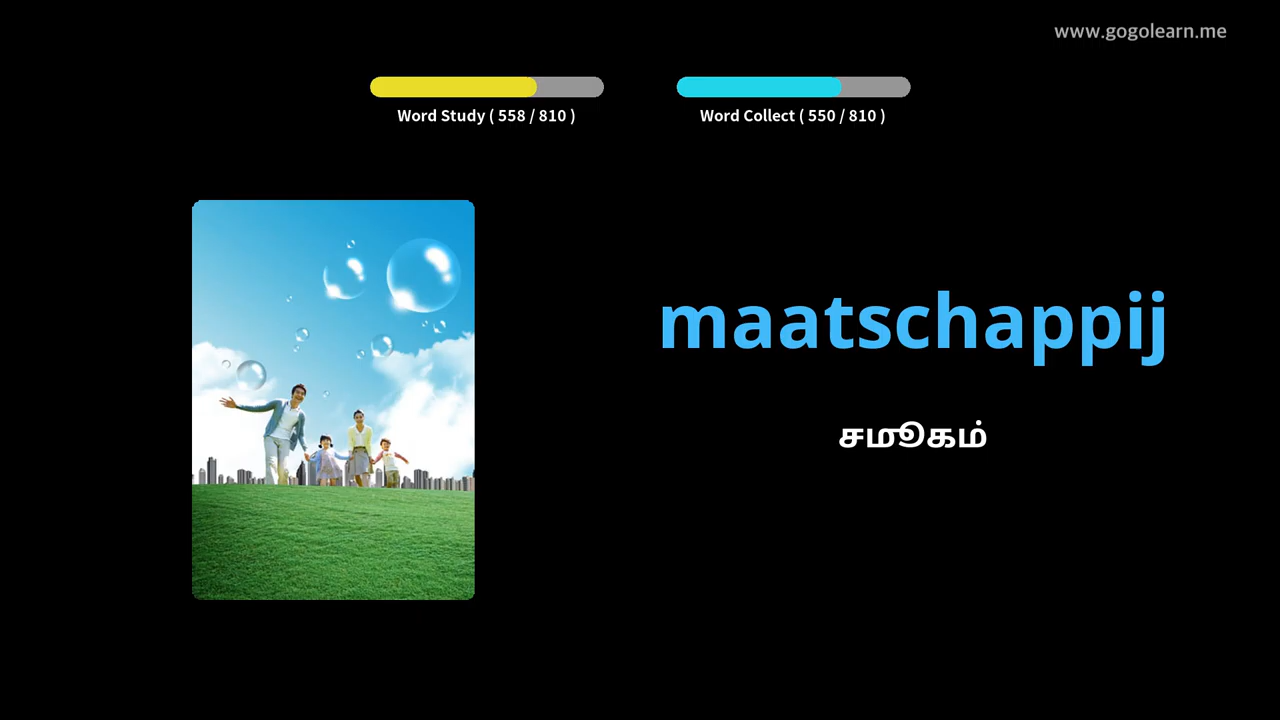 www.gogolearn.me
Word Study ( 558 / 810 )
Word Collect ( 550 / 810 )
maatschappij
சமூகம்